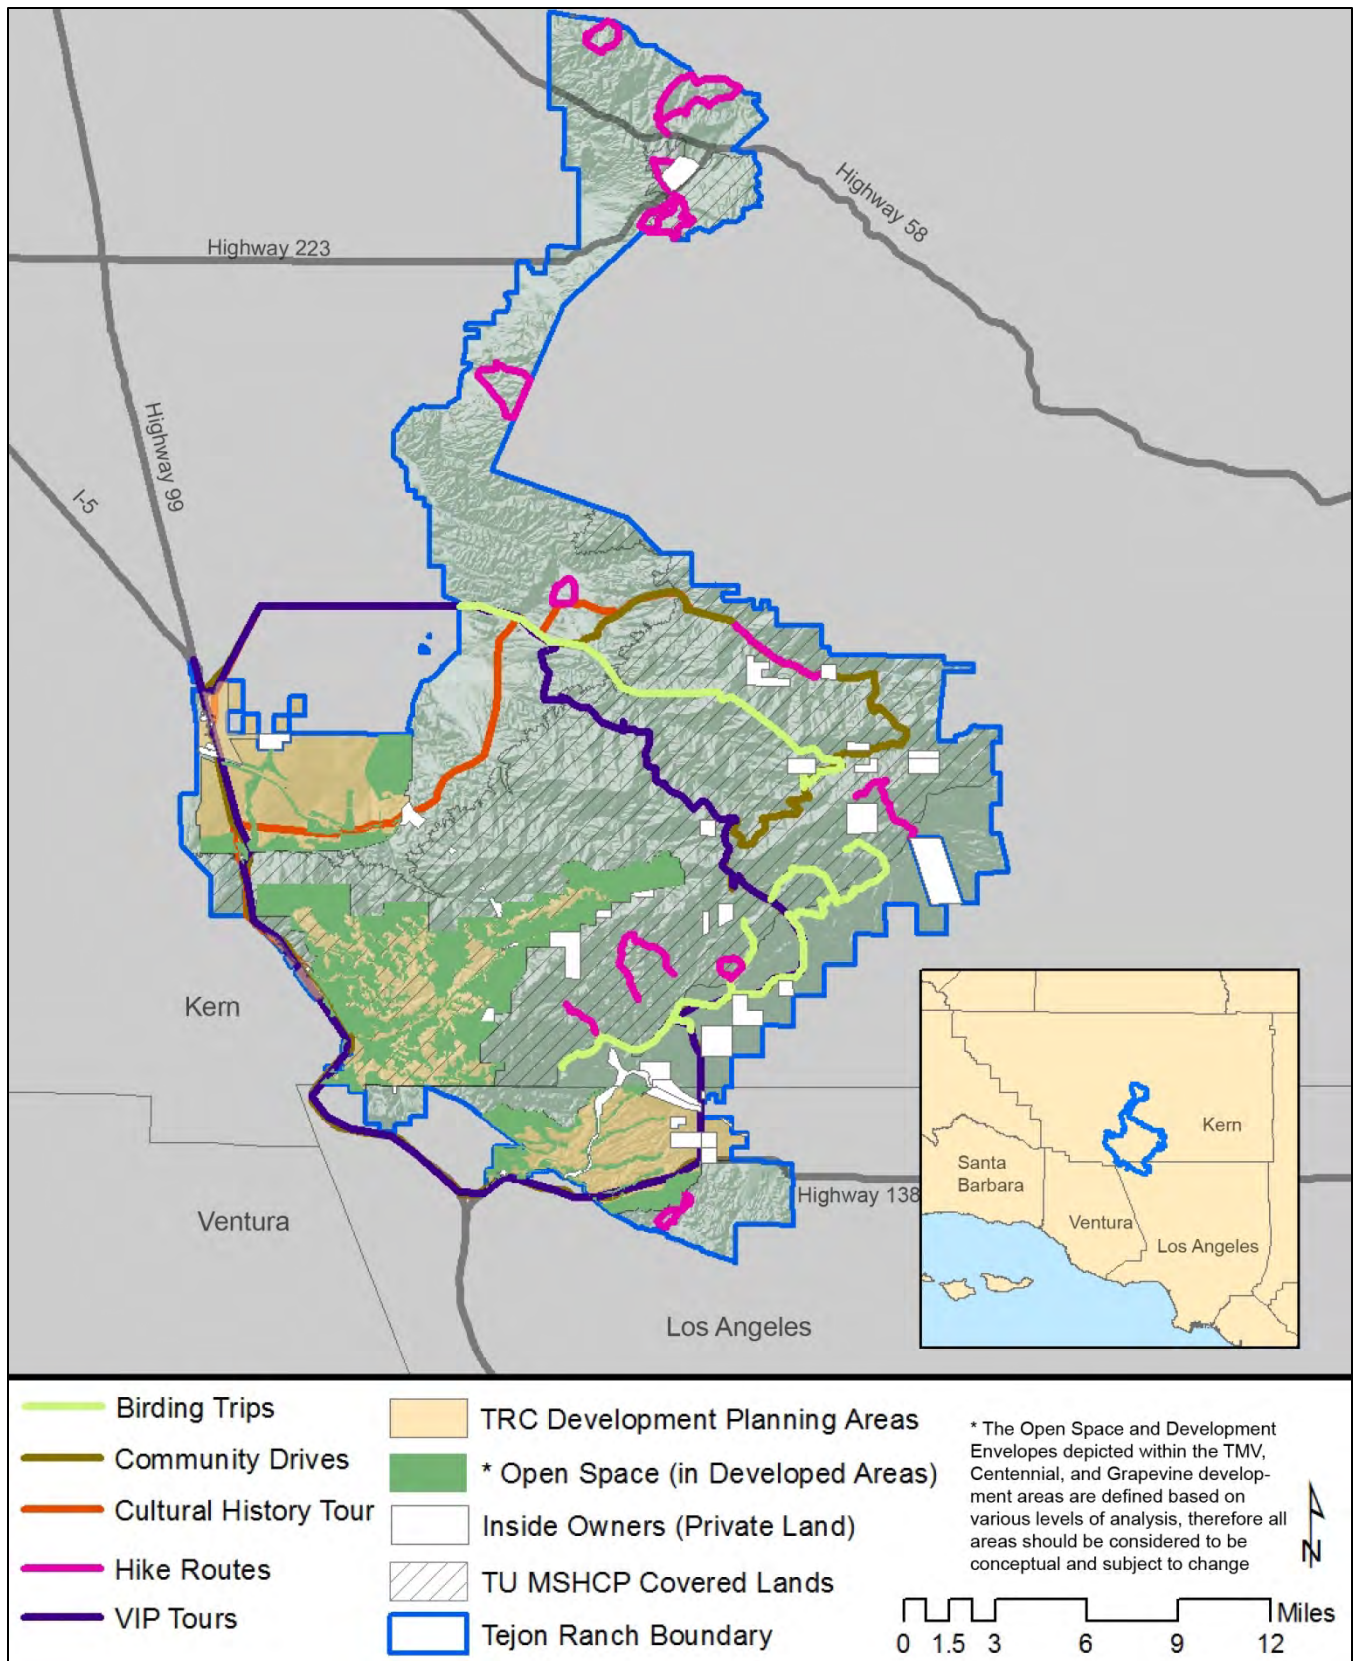 Highway 58
Highway 223
Highway 99
I-5
Kern
Ventura
Highway 138
Los Angeles
Kern
Santa
Barbara
Ventura
Los Angeles
Birding Trips
Community Drives
Cultural History Tour
Hike Routes
VIP Tours
TRC Development Planning Areas
* Open Space (in Developed Areas)
Inside Owners (Private Land)
TU MSHCP Covered Lands
Tejon Ranch Boundary
* The Open Space and Development
Envelopes depicted within the TMV,
Centennial, and Grapevine develop-
ment areas are defined based on
various levels of analysis, therefore all
areas should be considered to be
conceptual and subject to change
N
Miles
0 1.5 3 6 9 12